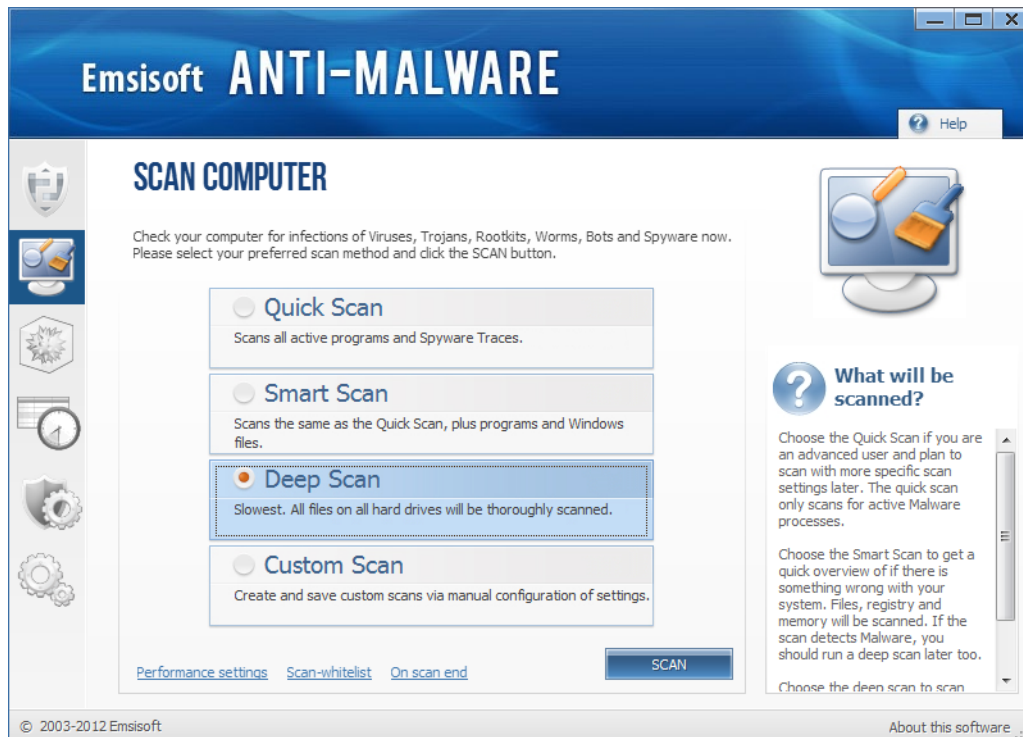 Emsisoft ANTI-MALWARE
Help
SCAN COMPUTER
Check your computer for infections of Viruses, Trojans, Rootkits, Worms, Bots and Spyware now.
Please select your preferred scan method and click the SCAN button.
Quick Scan
Scans all active programs and Spyware Traces.
Smart Scan
Scans the same as the Quick Scan, plus programs and Windows
files.
Deep Scan
Slowest. All files on all hard drives will be thoroughly scanned.
Custom Scan
Create and save custom scans via manual configuration of settings.
Performance settings
Scan-whitelist
On scan end
SCAN
What will be
scanned?
Choose the Quick Scan if you are
an advanced user and plan to
scan with more specific scan
settings later. The quick scan
only scans for active Malware
processes.
Choose the Smart Scan to get a
quick overview of if there is
something wrong with your
system. Files, registry and
memory will be scanned. If the
scan detects Malware, you
should run a deep scan later too.
Choose the deep scan to scan
© 2003-2012 Emsisoft
About this software